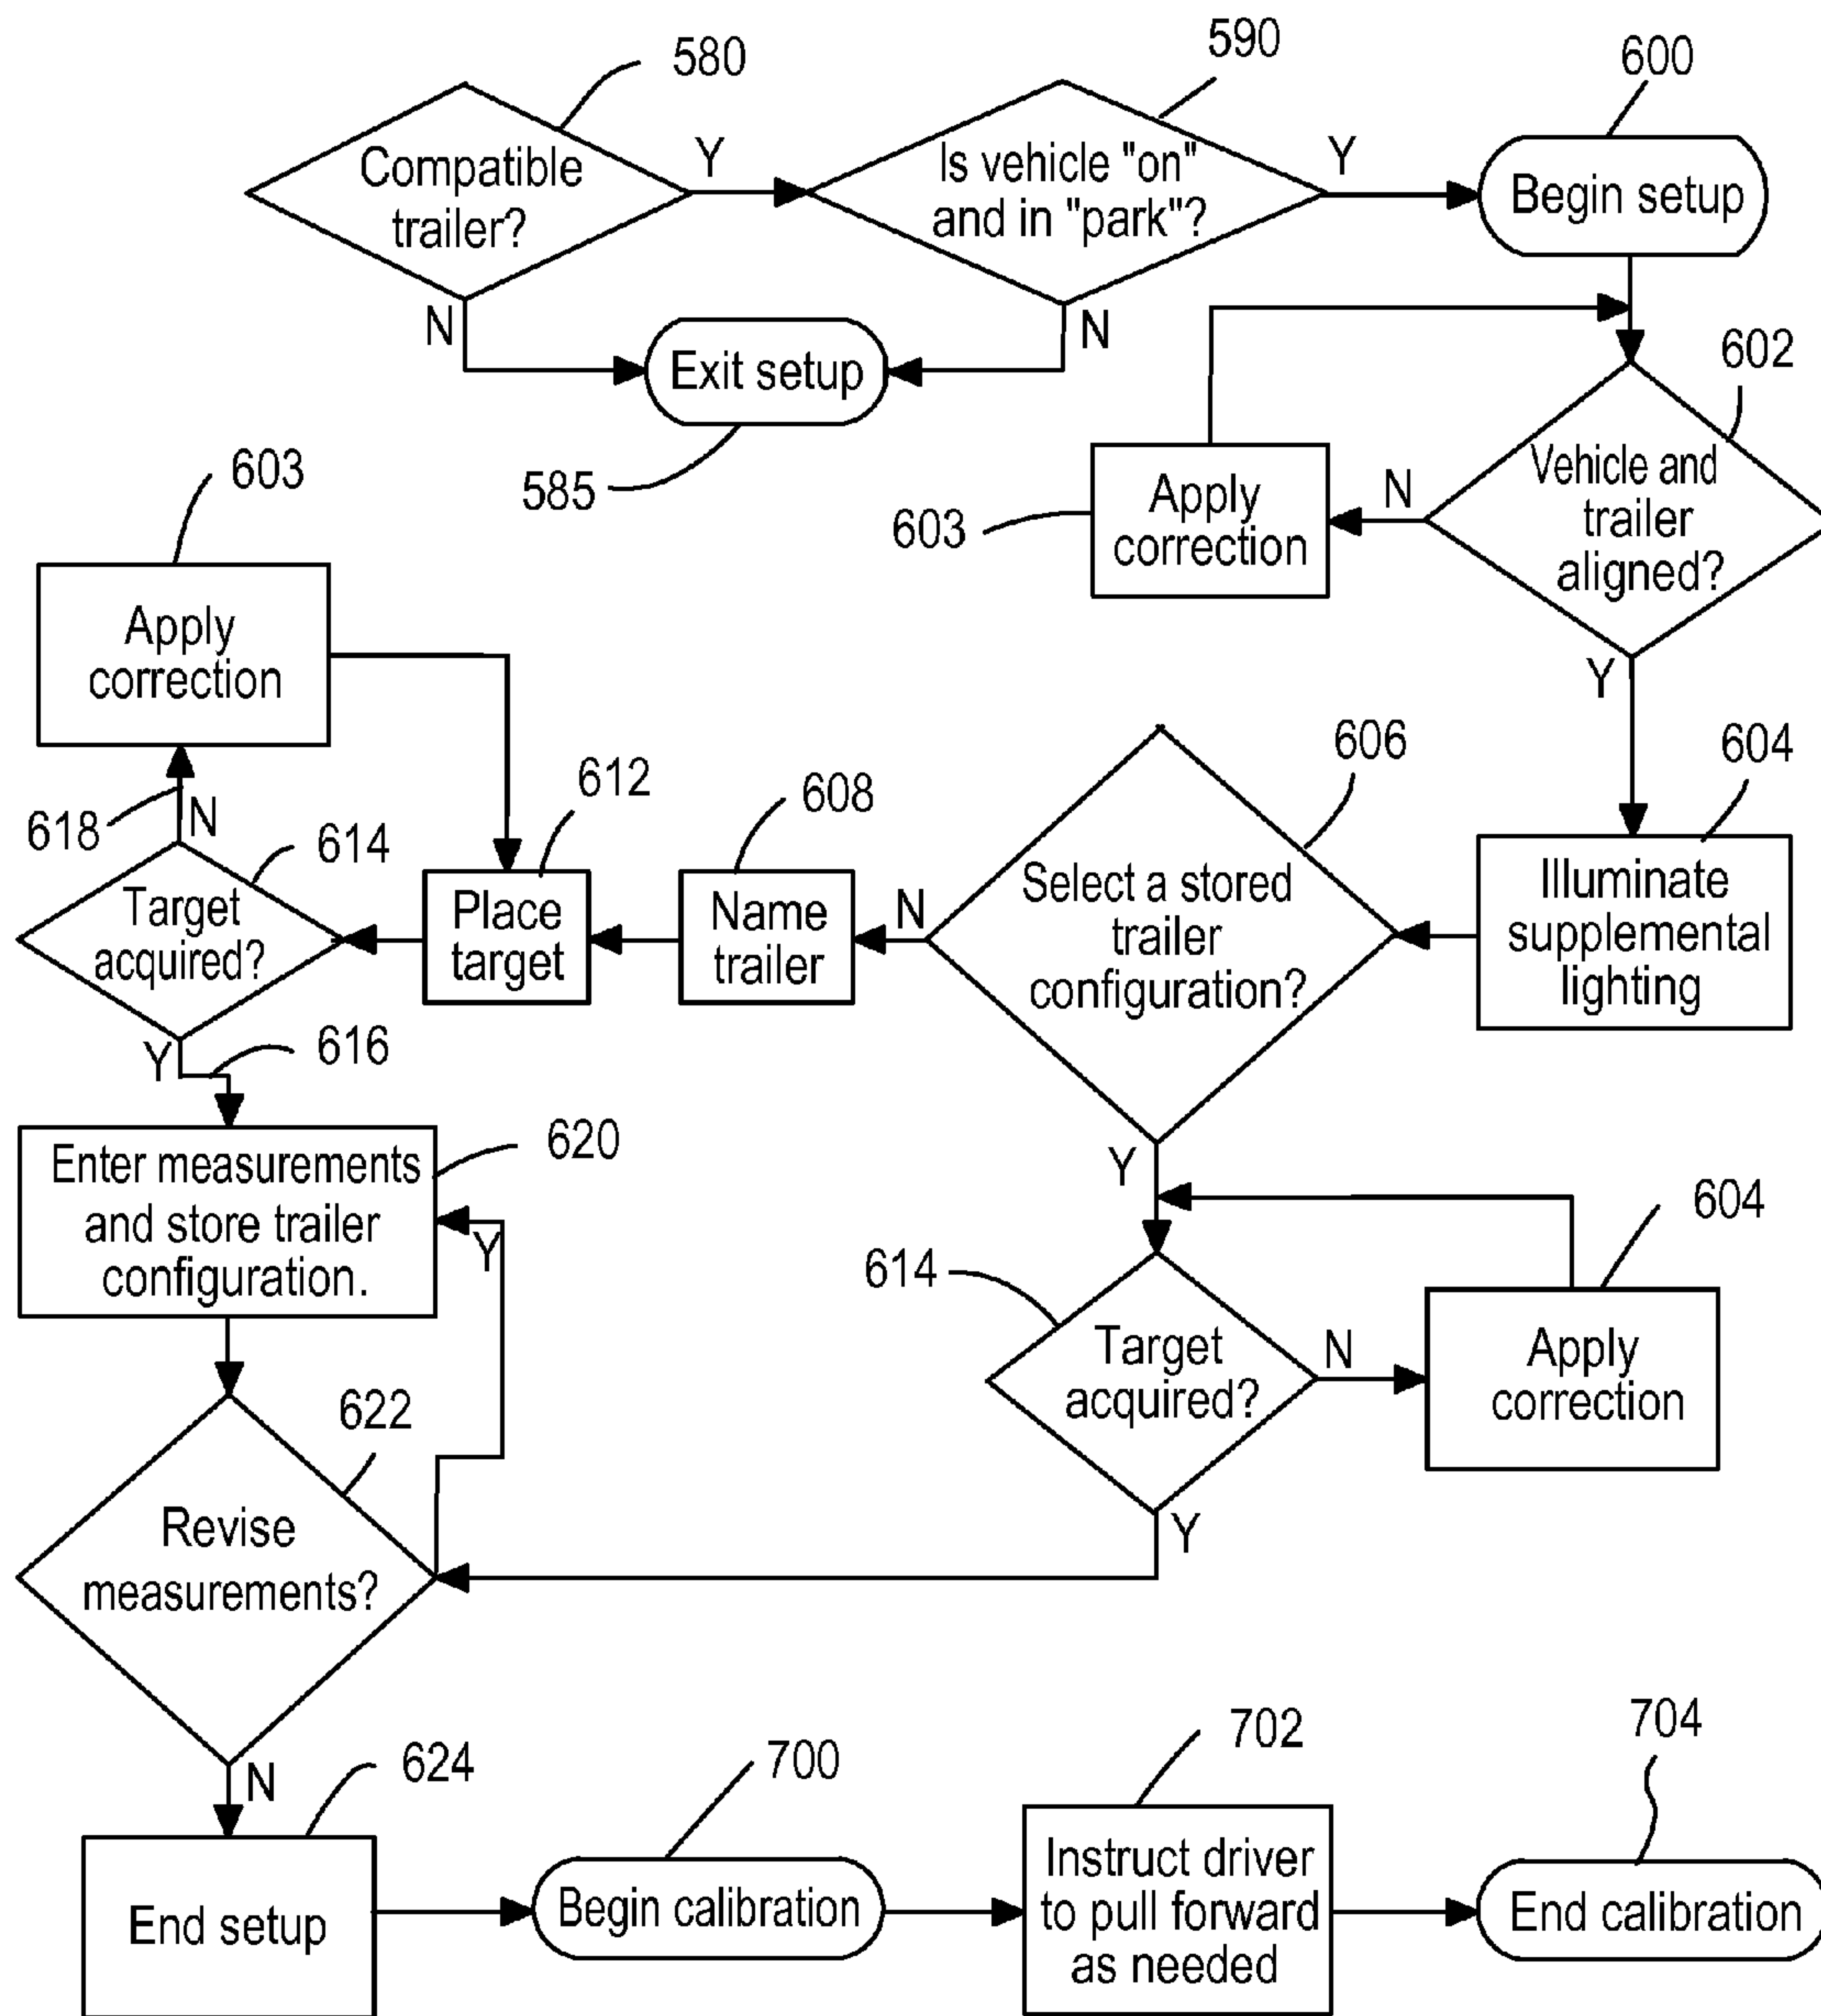 580
590
600
Compatible
trailer?
Y
Is vehicle "on"
and in "park"?
Y
Begin setup
N
N
Exit setup
585
602
Vehicle and
trailer
aligned?
N
Apply
correction
603
Y
603
Apply
correction
604
Illuminate
supplemental
lighting
606
Select a stored
trailer
configuration?
N
608
Name
trailer
612
Place
target
618
N
614
Target
acquired?
Y
616
620
Enter measurements
and store trailer
configuration.
Y
Y
604
614
Target
acquired?
N
Apply
correction
Y
622
Revise
measurements?
N
624
End setup
700
Begin calibration
702
Instruct driver
to pull forward
as needed
704
End calibration